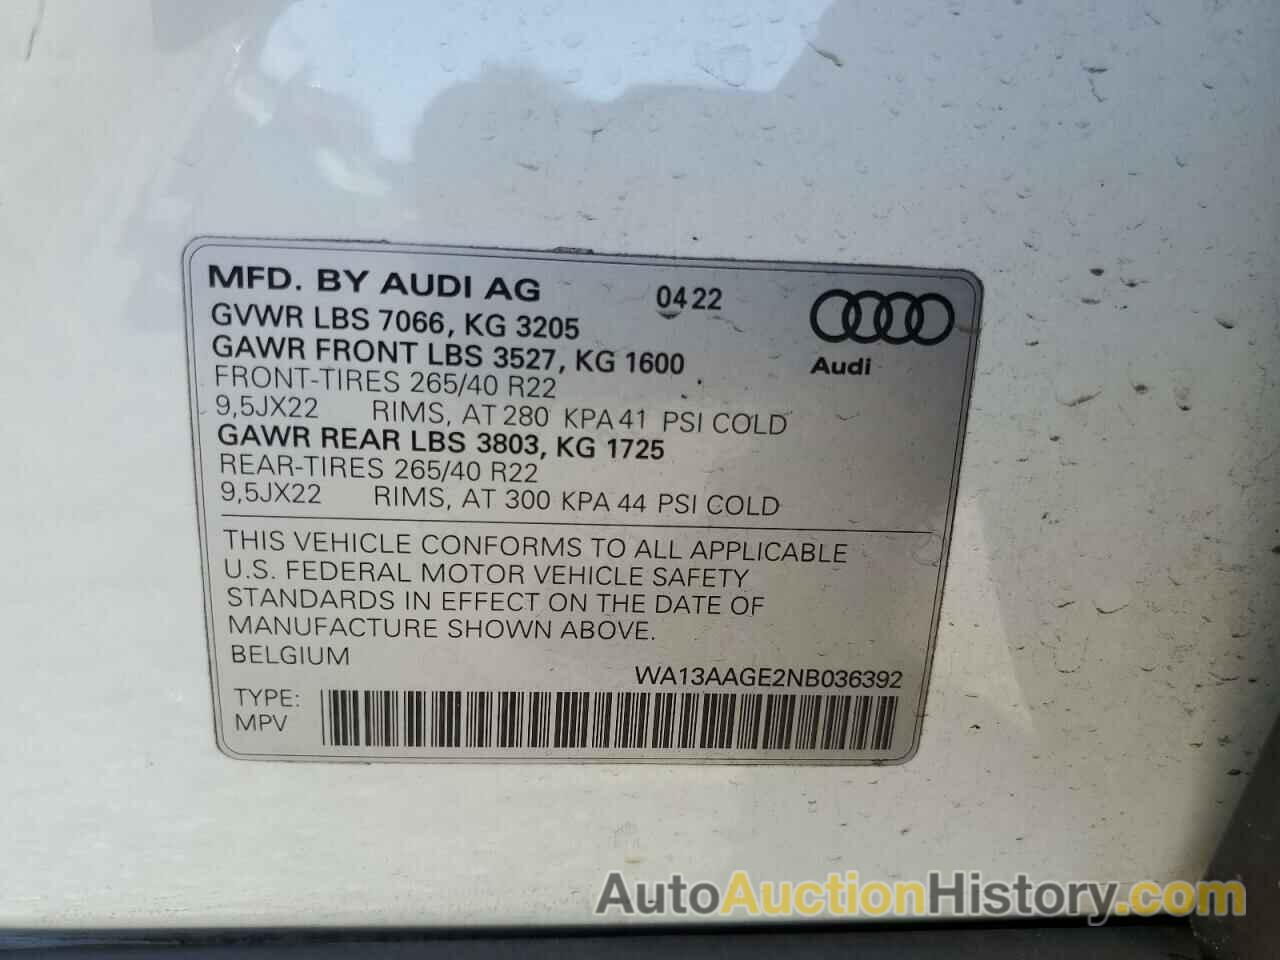 MFD. BY AUDI AG 0422
GVWR LBS 7066, KG 3205
GAWR FRONT LBS 3527, KG 1600
Audi
FRONT-TIRES 265/40 R22
9,5JX22 RIMS, AT 280 KPA 41 PSI COLD
GAWR REAR LBS 3803, KG 1725
REAR-TIRES 265/40 R22
9,5JX22 RIMS, AT 300 KPA 44 PSI COLD
THIS VEHICLE CONFORMS TO ALL APPLICABLE
U.S. FEDERAL MOTOR VEHICLE SAFETY
STANDARDS IN EFFECT ON THE DATE OF
MANUFACTURE SHOWN ABOVE.
BELGIUM WA13AAGE2NB036392
TYPE:
MPV
AutoAuctionHistory.com